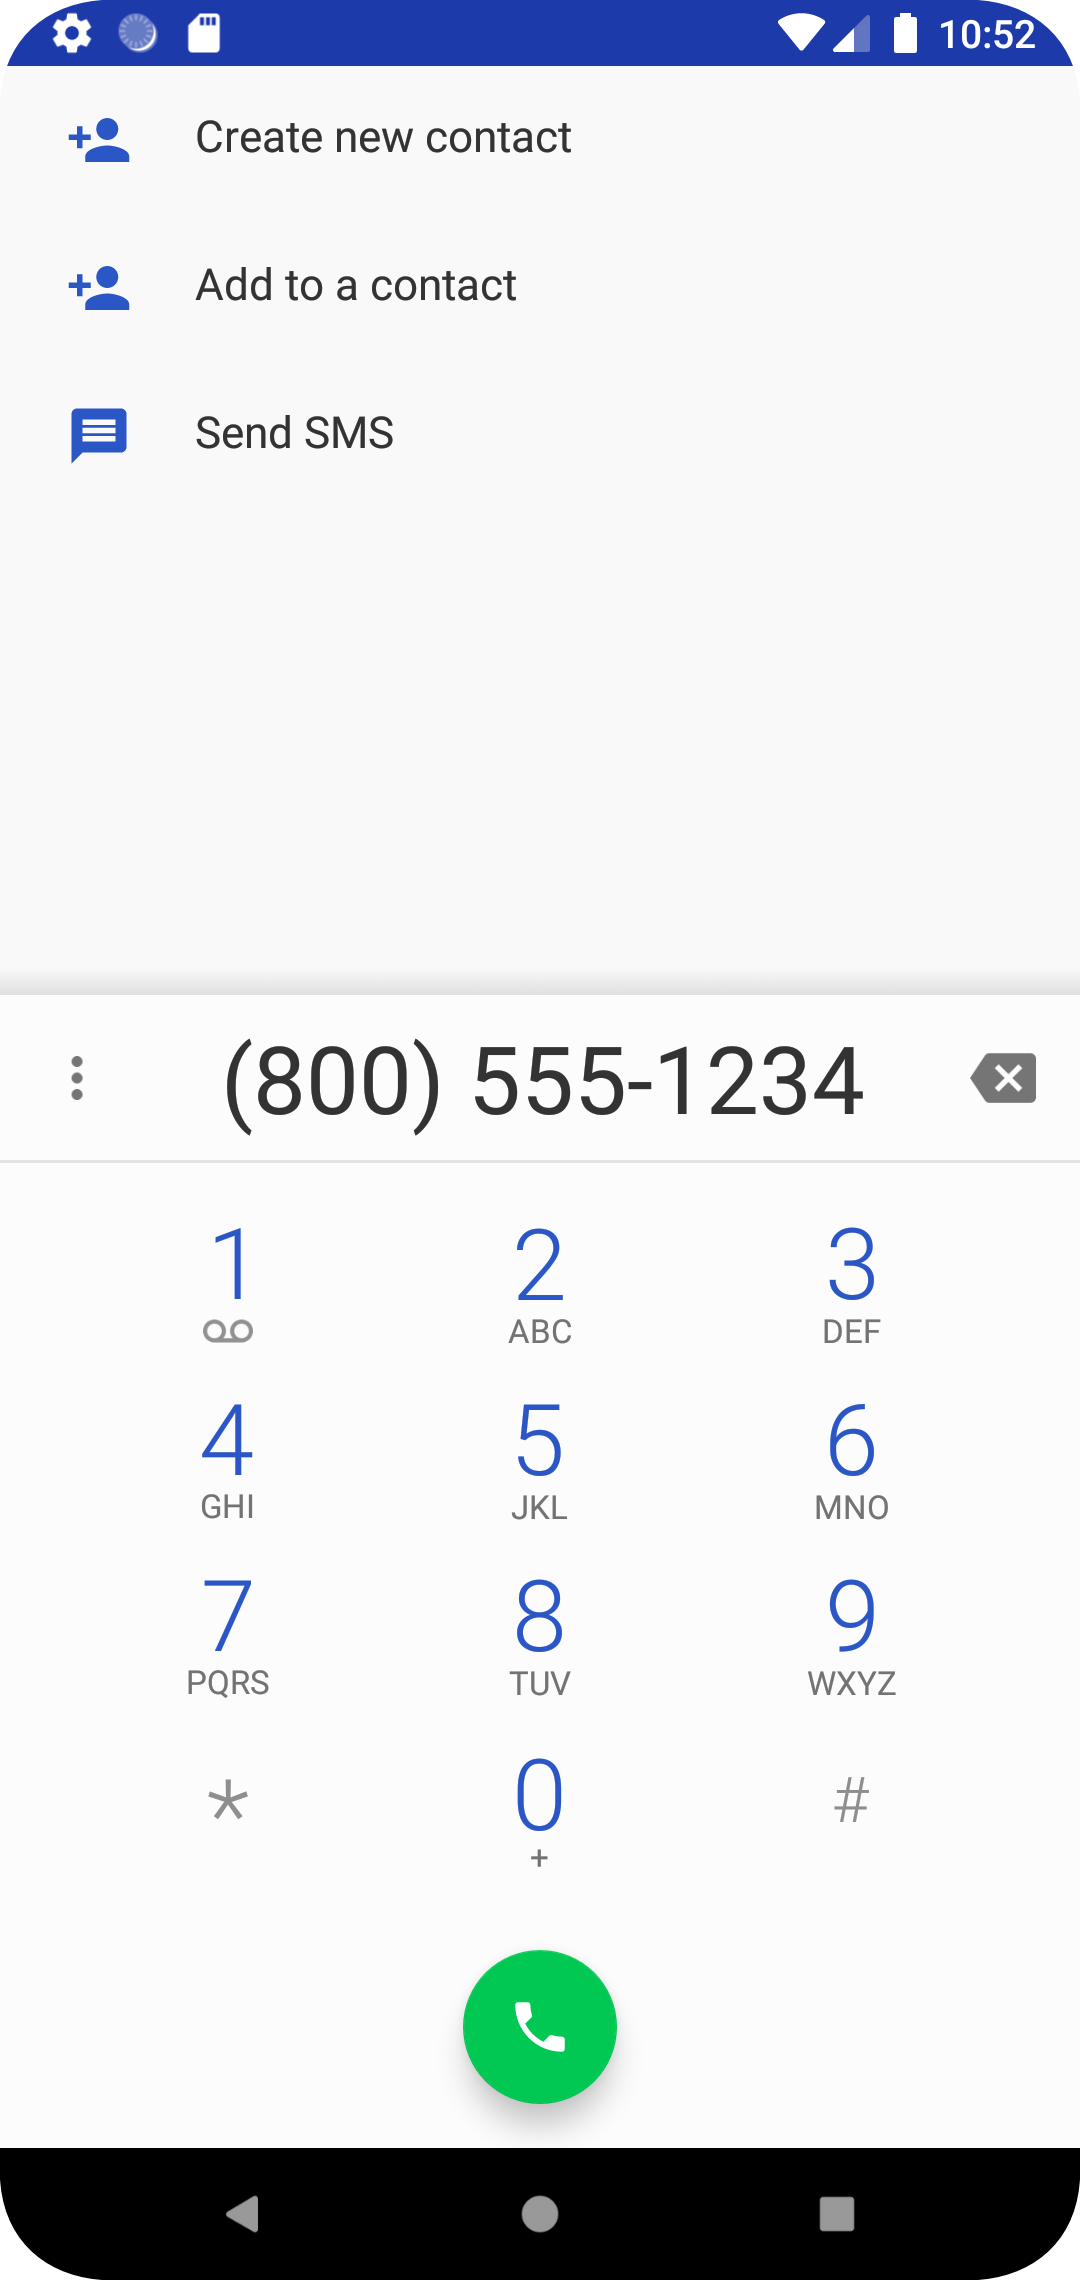 10:52
Create new contact
Add to a contact
Send SMS
(800) 555-1234
1 2 3
ABC DEF
4 5 6
GHI JKL MNO
7 8 9
PQRS TUV WXYZ
* 0 #
+